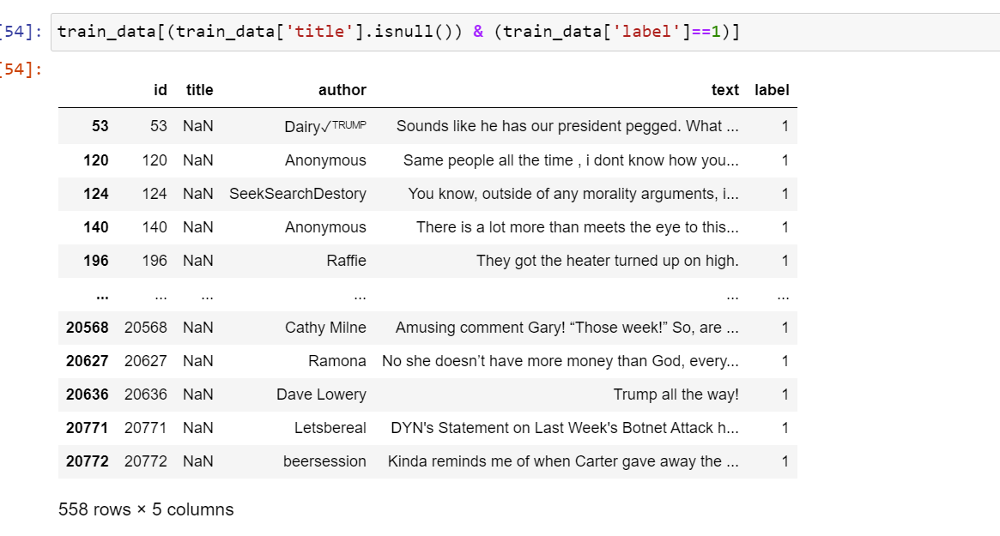 [54]: train_data[(train_data['title'].isnull()) & (train_data['label']==1)]
[54]:
id title author text label
53 53 NaN Dairy✓ᵀᴿᵁᴹᴾ Sounds like he has our president pegged. What ... 1
120 120 NaN Anonymous Same people all the time , i dont know how you... 1
124 124 NaN SeekSearchDestory You know, outside of any morality arguments, i... 1
140 140 NaN Anonymous There is a lot more than meets the eye to this... 1
196 196 NaN Raffie They got the heater turned up on high. 1
... ... ... ... ... ...
20568 20568 NaN Cathy Milne Amusing comment Gary! “Those week!” So, are ... 1
20627 20627 NaN Ramona No she doesn’t have more money than God, every... 1
20636 20636 NaN Dave Lowery Trump all the way! 1
20771 20771 NaN Letsbereal DYN's Statement on Last Week's Botnet Attack h... 1
20772 20772 NaN beersession Kinda reminds me of when Carter gave away the ... 1
558 rows × 5 columns